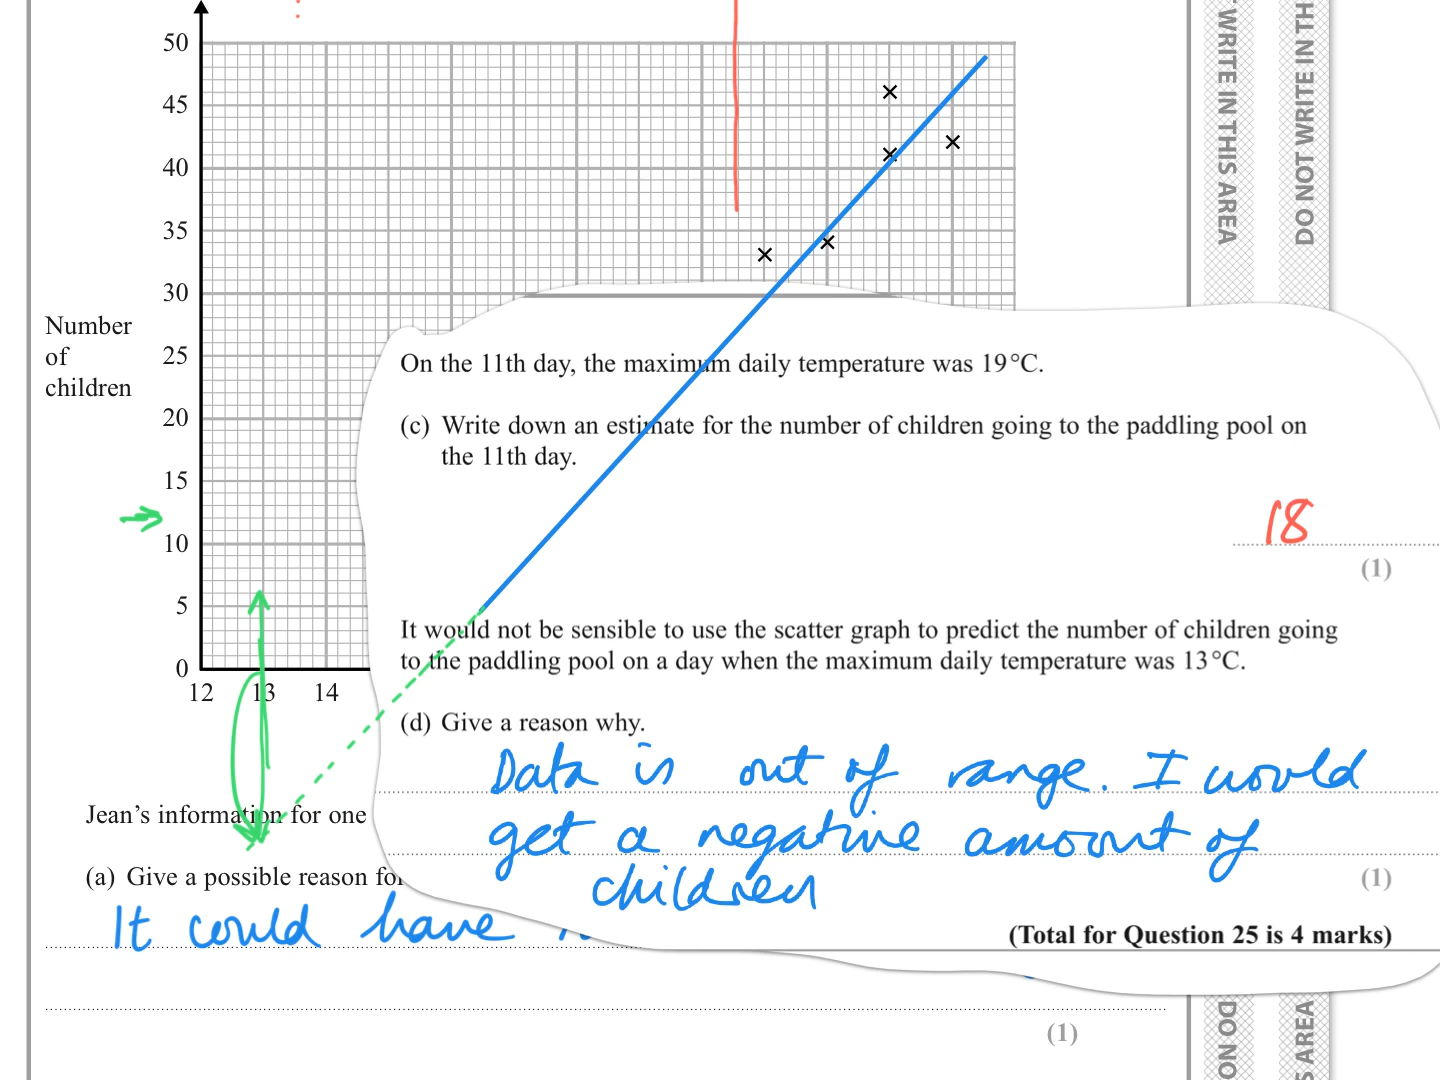 50
45
40
35
30
Number
of
children
25
20
15
10
5
0
12 13 14
On the 11th day, the maximum daily temperature was 19°C.
(c) Write down an estimate for the number of children going to the paddling pool on
the 11th day.
18
(1)
It would not be sensible to use the scatter graph to predict the number of children going
to the paddling pool on a day when the maximum daily temperature was 13°C.
(d) Give a reason why.
Data is out of range. I would
get a negative amount of
children
(1)
(Total for Question 25 is 4 marks)
Jean's information for one
(a) Give a possible reason for
It could have
(1)
WRITE IN THIS AREA
DO NOT WRITE IN TH
DO NO
S AREA